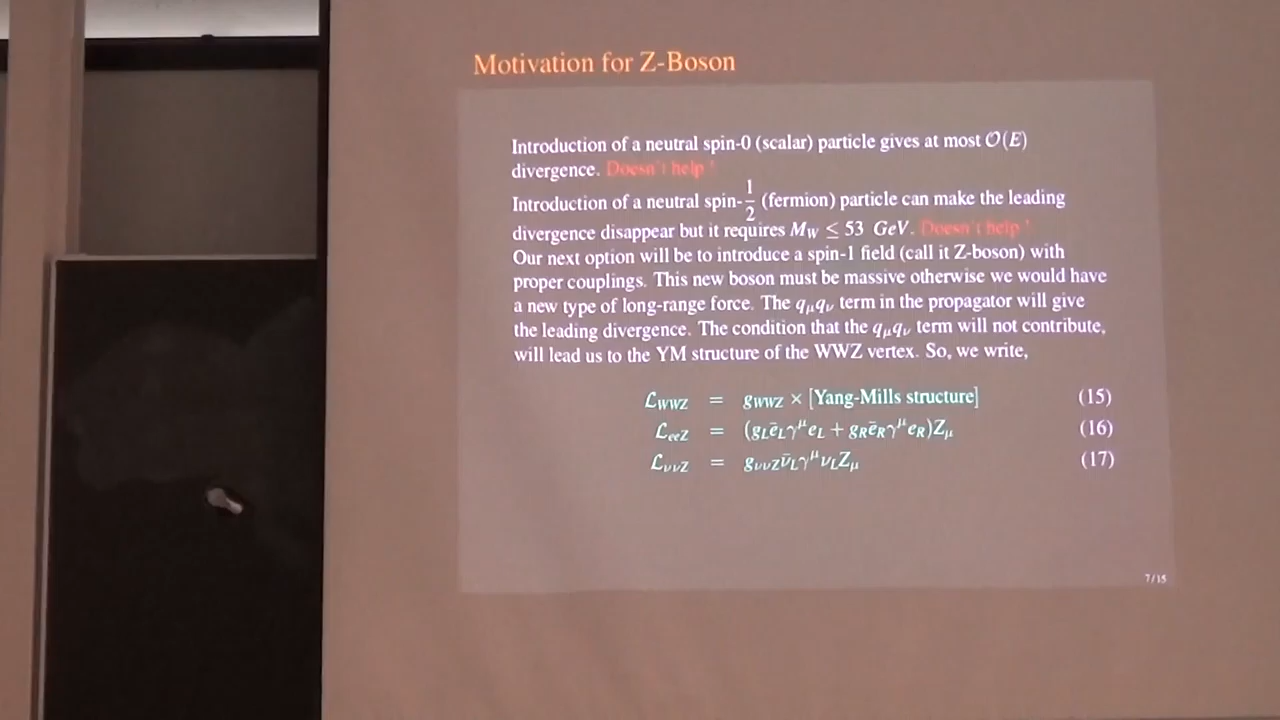 Motivation for Z-Boson
Introduction of a neutral spin-0 (scalar) particle gives at most 𝒪(E)
divergence. Doesn't help !
Introduction of a neutral spin-1/2 (fermion) particle can make the leading
divergence disappear but it requires M_W ≤ 53 GeV. Doesn't help !
Our next option will be to introduce a spin-1 field (call it Z-boson) with
proper couplings. This new boson must be massive otherwise we would have
a new type of long-range force. The q_μq_ν term in the propagator will give
the leading divergence. The condition that the q_μq_ν term will not contribute,
will lead us to the YM structure of the WWZ vertex. So, we write,
ℒ_WWZ = g_WWZ × [Yang-Mills structure] (15)
ℒ_eeZ = (g_L ē_L γ^μ e_L + g_R ē_R γ^μ e_R)Z_μ (16)
ℒ_ννZ = g_ννZ ν̄_L γ^μ ν_L Z_μ (17)
7/15